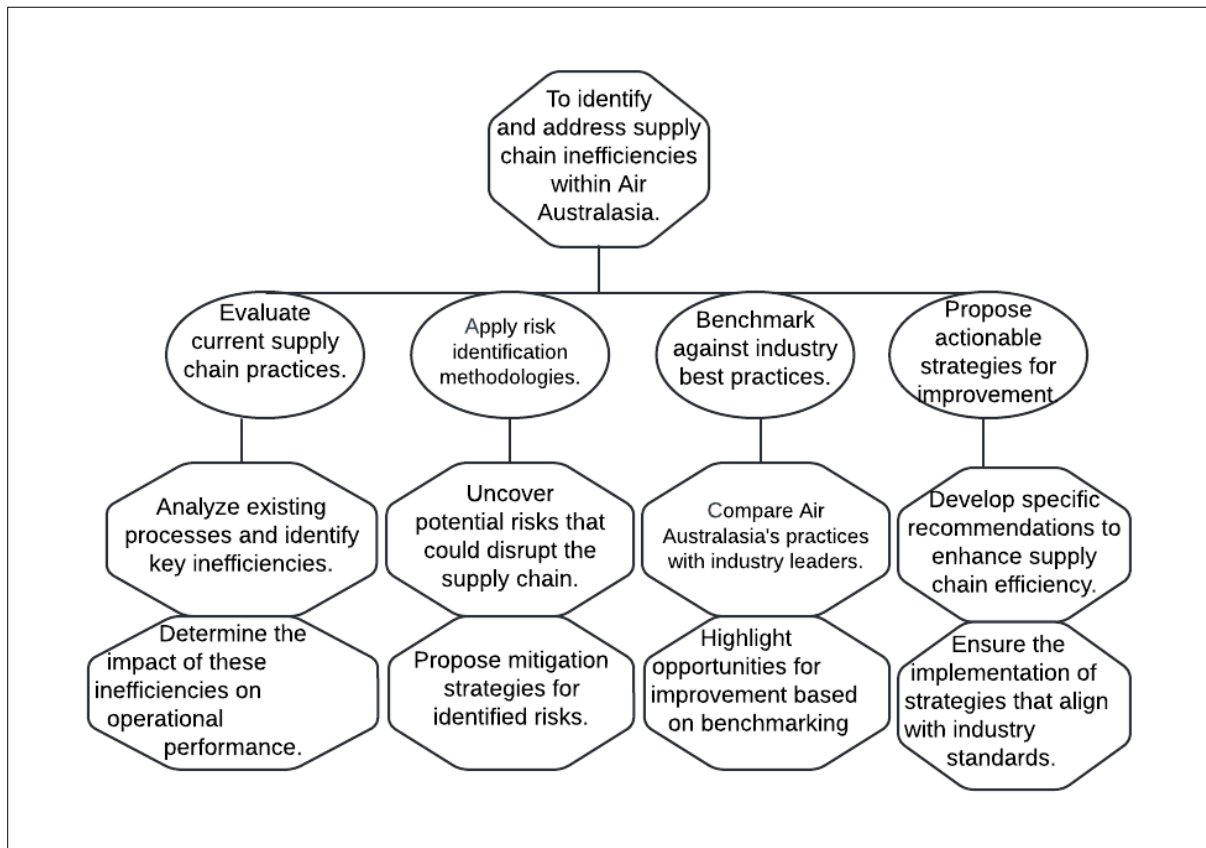 To identify
and address supply
chain inefficiencies
within Air
Australasia.
Evaluate
current supply
chain practices.
Apply risk
identification
methodologies.
Benchmark
against industry
best practices.
Propose
actionable
strategies for
improvement.
Analyze existing
processes and identify
key inefficiencies.
Uncover
potential risks that
could disrupt the
supply chain.
Compare Air
Australasia's practices
with industry leaders.
Develop specific
recommendations to
enhance supply
chain efficiency.
Determine the
impact of these
inefficiencies on
operational
performance.
Propose mitigation
strategies for
identified risks.
Highlight
opportunities for
improvement based
on benchmarking
Ensure the
implementation of
strategies that align
with industry
standards.